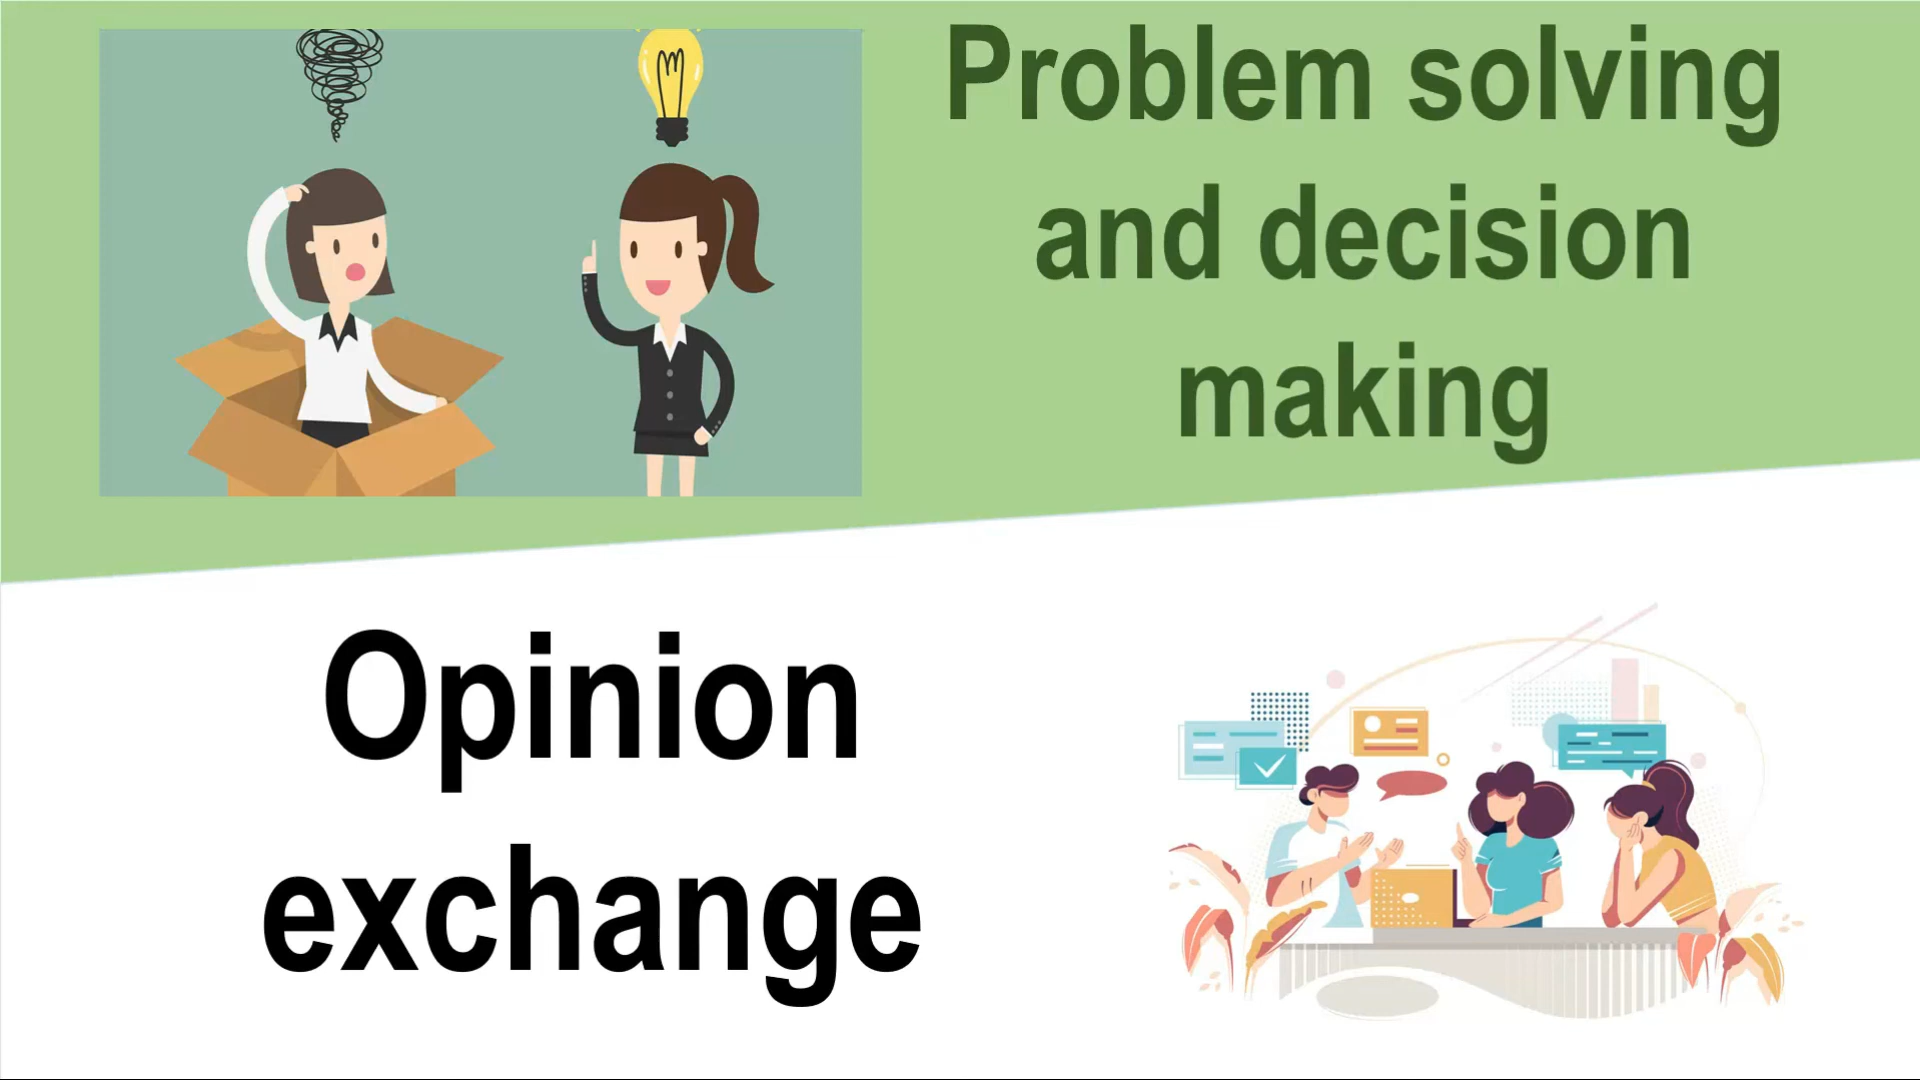 Problem solving
and decision
making
Opinion
exchange